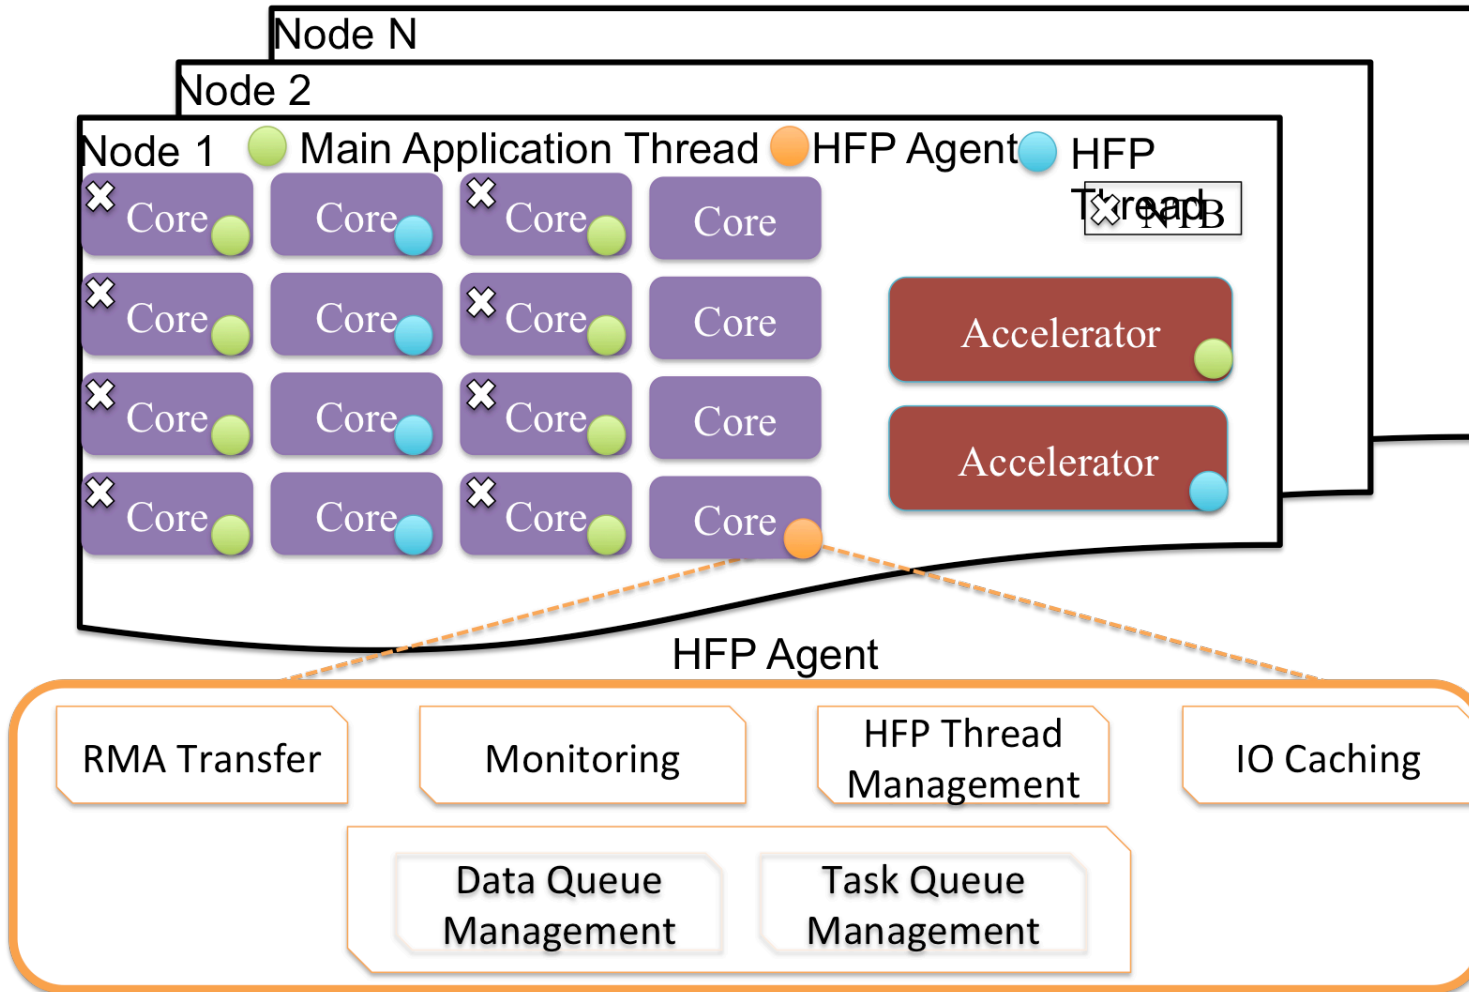 Node N
Node 2
Node 1
Main Application Thread
HFP Agent
HFP
Thread
NTB
Core Core Core Core
Core Core Core Core
Accelerator
Core Core Core Core
Accelerator
Core Core Core Core
HFP Agent
RMA Transfer
Monitoring
HFP Thread
Management
IO Caching
Data Queue
Management
Task Queue
Management